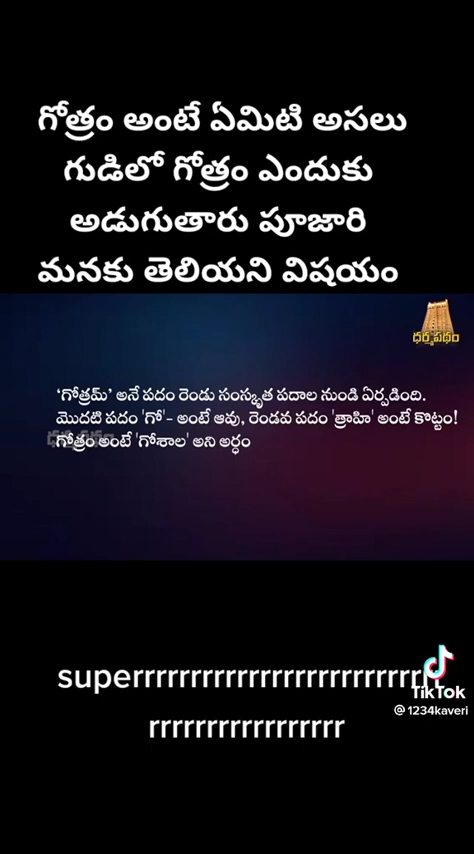 గోత్రం అంటే ఏమిటి అసలు
గుడిలో గోత్రం ఎందుకు
అడుగుతారు పూజారి
మనకు తెలియని విషయం
ధర్మపథం
'గోత్రమ్' అనే పదం రెండు సంస్కృత పదాల నుండి ఏర్పడింది.
మొదటి పదం 'గో'- అంటే ఆవు, రెండవ పదం 'త్రాహి' అంటే కొట్టం!
గోత్రం అంటే 'గోశాల' అని అర్ధం
superrrrrrrrrrrrrrrrrrrrrrrrrrr
rrrrrrrrrrrrrrrrr
TikTok
@1234kaveri